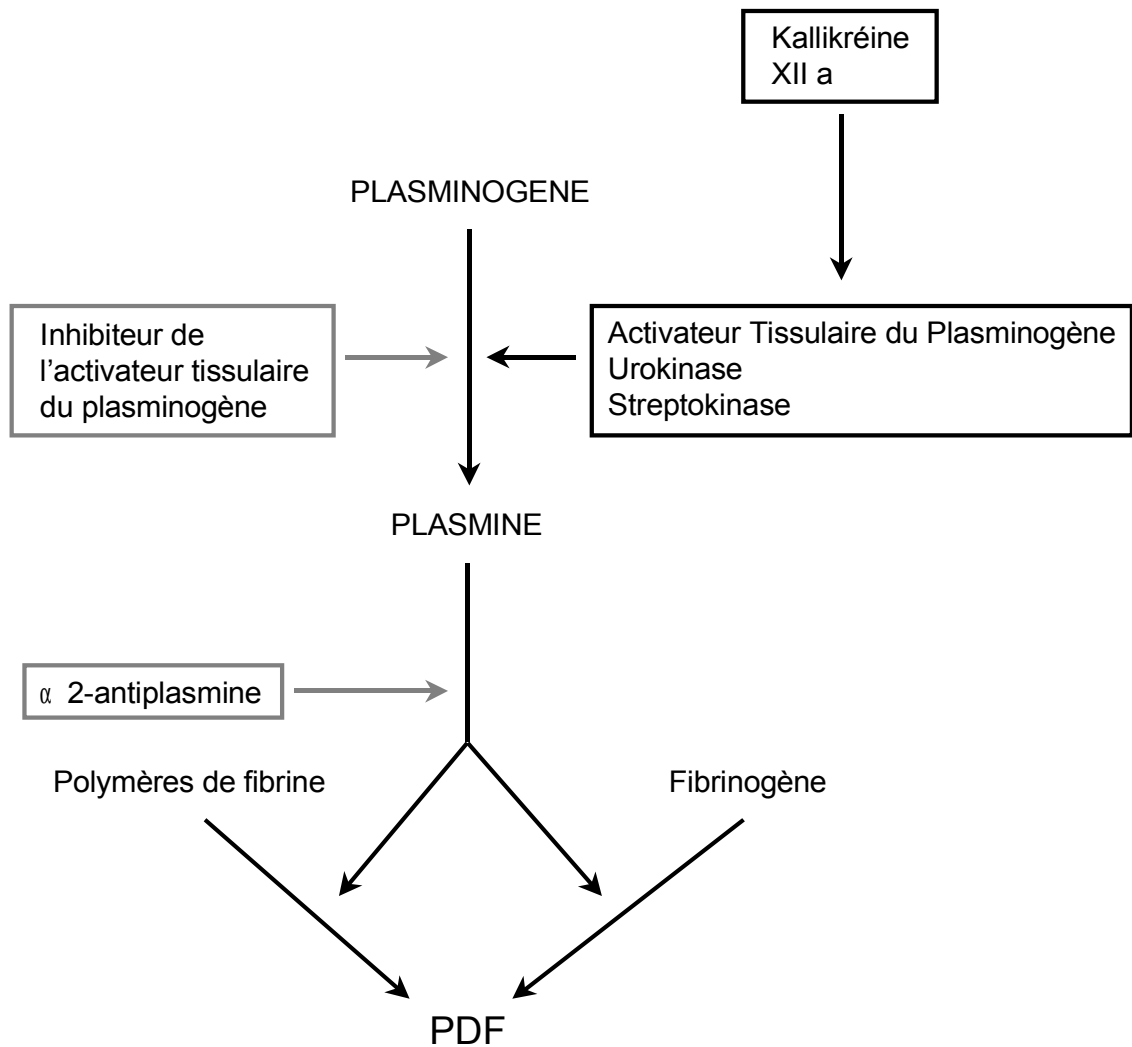 Kallikréine
XII a
PLASMINOGENE
Inhibiteur de
l’activateur tissulaire
du plasminogène
Activateur Tissulaire du Plasminogène
Urokinase
Streptokinase
PLASMINE
α 2-antiplasmine
Polymères de fibrine
Fibrinogène
PDF